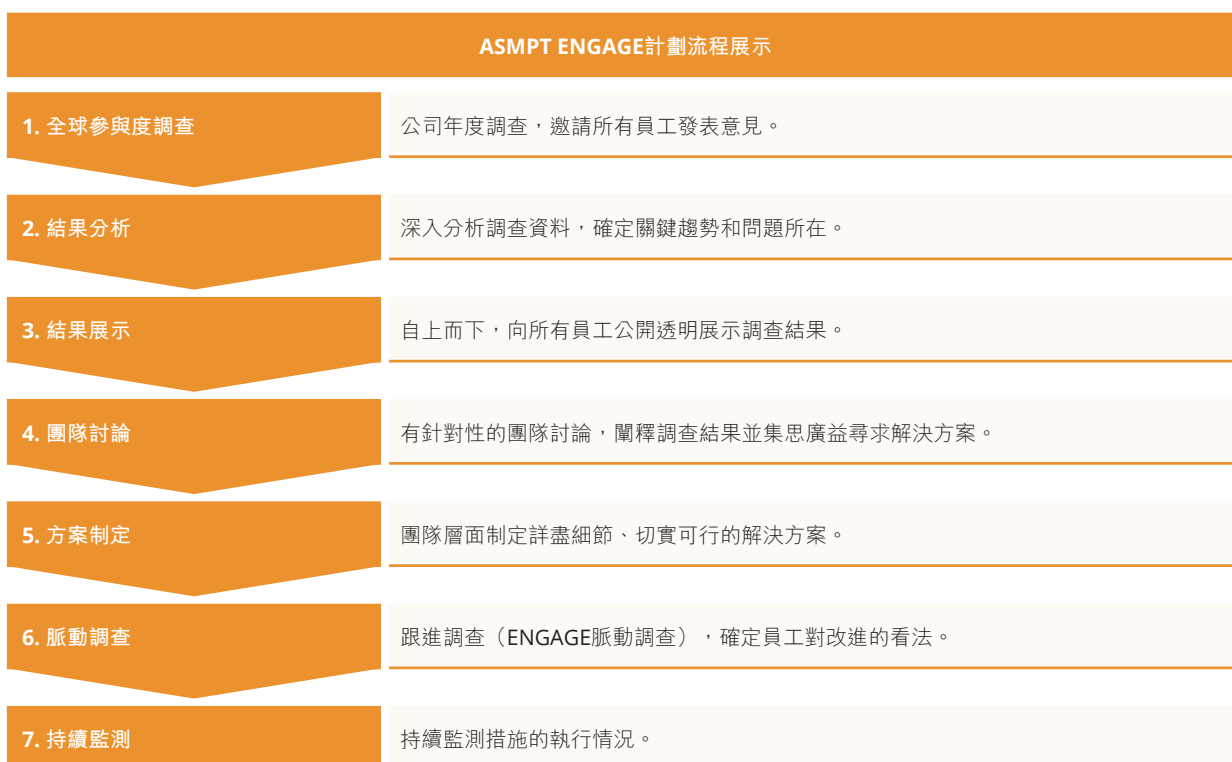 ASMPT ENGAGE計劃流程展示
1. 全球參與度調查
公司年度調查，邀請所有員工發表意見。
2. 結果分析
深入分析調查資料，確定關鍵趨勢和問題所在。
3. 結果展示
自上而下，向所有員工公開透明展示調查結果。
4. 團隊討論
有針對性的團隊討論，闡釋調查結果並集思廣益尋求解決方案。
5. 方案制定
團隊層面制定詳盡細節、切實可行的解決方案。
6. 脈動調查
跟進調查（ENGAGE脈動調查），確定員工對改進的看法。
7. 持續監測
持續監測措施的執行情況。